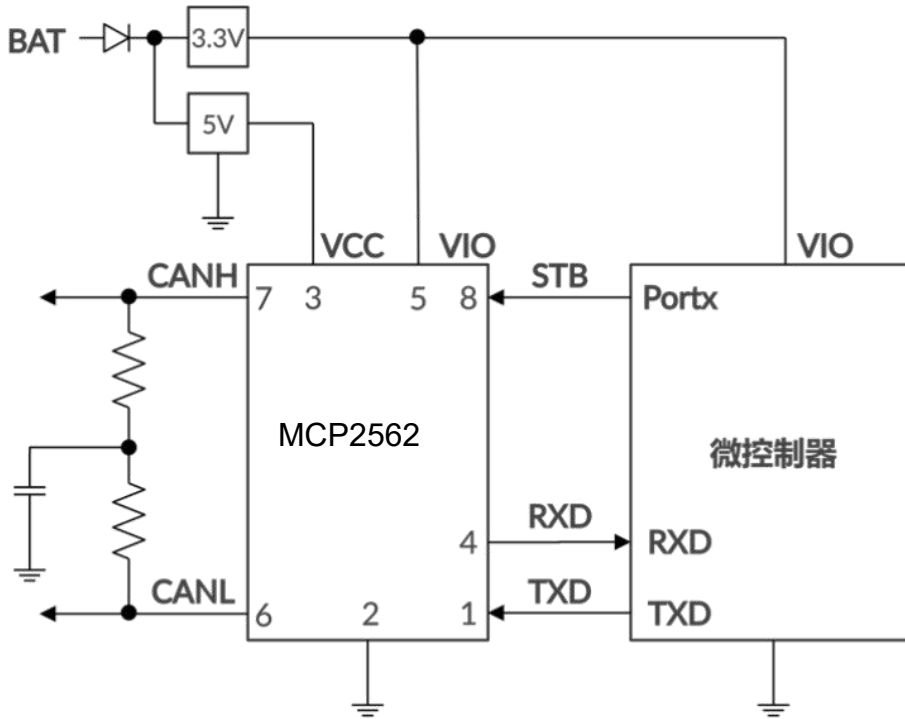 BAT
3.3V
5V
VCC
VIO
VIO
CANH
STB
7
3
5
8
Portx
MCP2562
微控制器
RXD
4
RXD
CANL
TXD
6
2
1
TXD